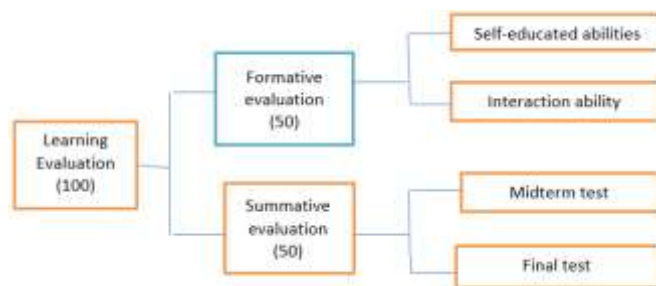 Self-educated abilities
Formative
evaluation
(50)
Interaction ability
Learning
Evaluation
(100)
Midterm test
Summative
evaluation
(50)
Final test